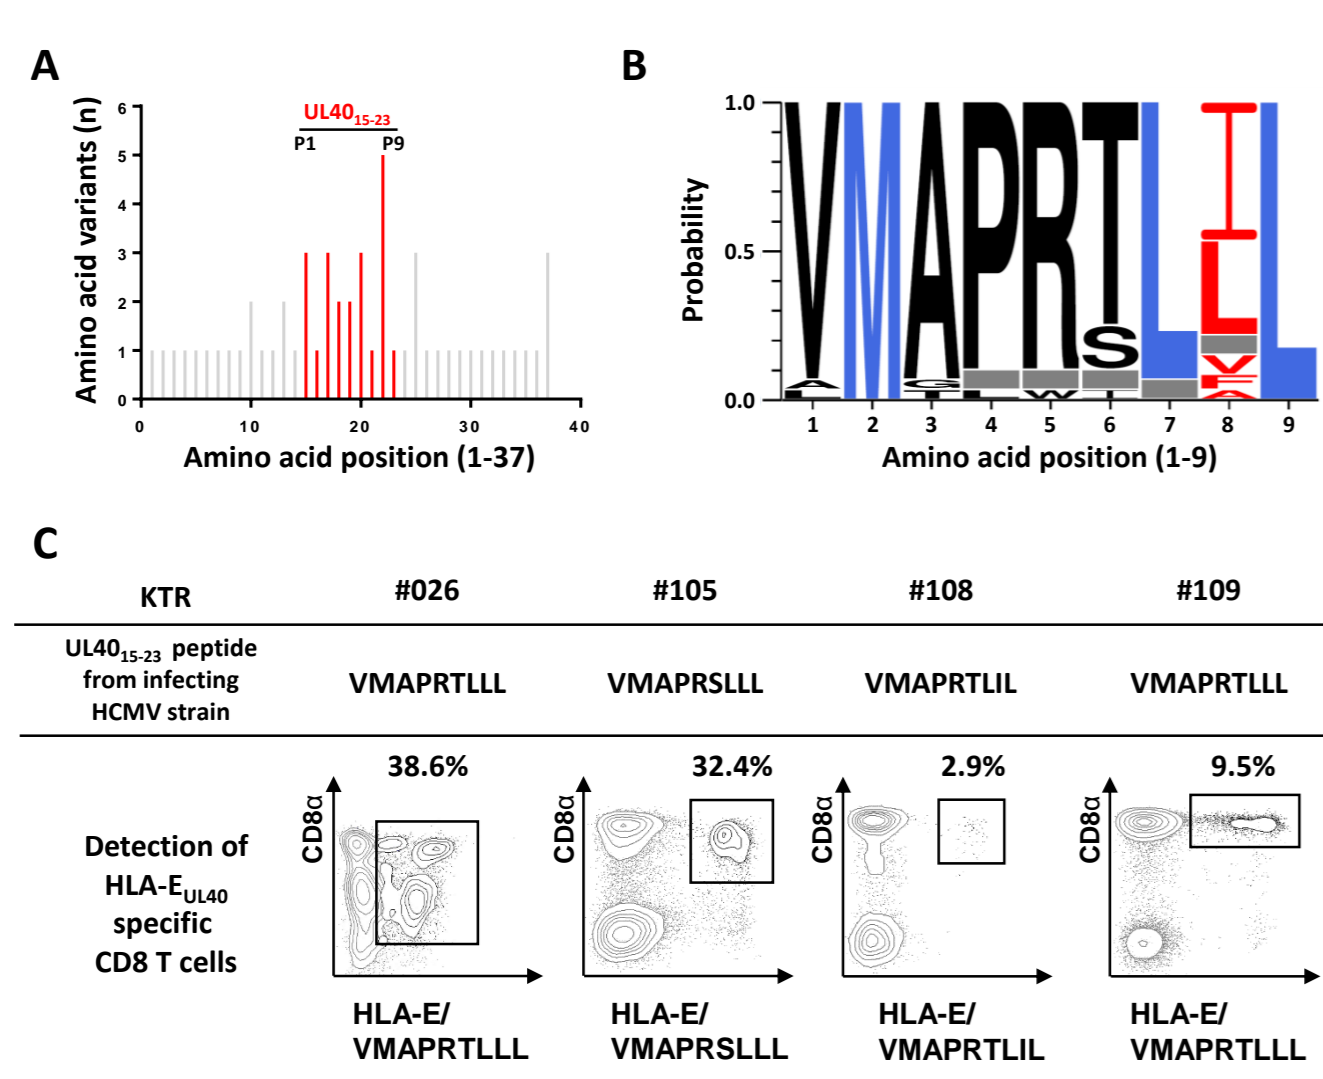 A
B
Amino acid variants (n)
6
5
4
3
2
1
0
UL4015-23
P1 P9
0 10 20 30 40
Amino acid position (1-37)
Probability
1.0
0.5
0.0
V M A P R T L I L
A G S L
L T L W I V
F
A
1 2 3 4 5 6 7 8 9
Amino acid position (1-9)
C
KTR #026 #105 #108 #109
UL4015-23 peptide
from infecting
HCMV strain
VMAPRTLLL VMAPRSLLL VMAPRTLIL VMAPRTLLL
38.6% 32.4% 2.9% 9.5%
Detection of
HLA-EUL40
specific
CD8 T cells
CD8α CD8α CD8α CD8α
HLA-E/ HLA-E/ HLA-E/ HLA-E/
VMAPRTLLL VMAPRSLLL VMAPRTLIL VMAPRTLLL